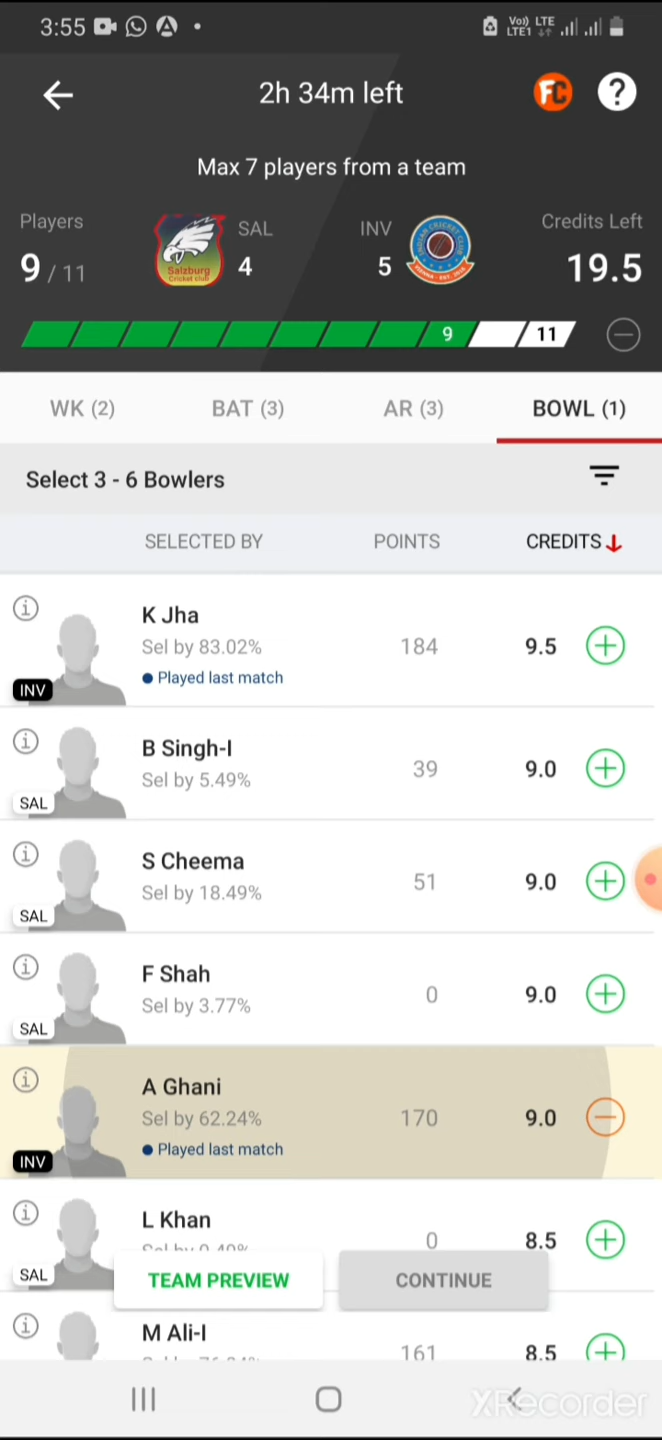 3:55
Vo) LTE
LTE1
2h 34m left
FC
?
Max 7 players from a team
Players
SAL
INV
Credits Left
9 / 11
Salzburg
Cricket club
4
5
19.5
9
11
WK (2)
BAT (3)
AR (3)
BOWL (1)
Select 3 - 6 Bowlers
SELECTED BY
POINTS
CREDITS
K Jha
Sel by 83.02%
184
9.5
Played last match
INV
B Singh-I
Sel by 5.49%
39
9.0
SAL
S Cheema
Sel by 18.49%
51
9.0
SAL
F Shah
Sel by 3.77%
0
9.0
SAL
A Ghani
Sel by 62.24%
170
9.0
Played last match
INV
L Khan
0
8.5
SAL
TEAM PREVIEW
CONTINUE
M Ali-I
161
8.5
XRecorder